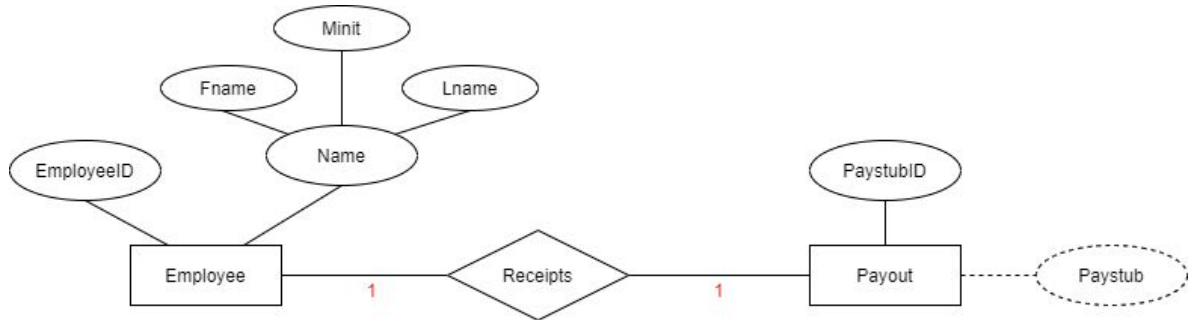 Minit
Fname
Lname
Name
EmployeeID
PaystubID
Employee
Receipts
Payout
Paystub
1
1